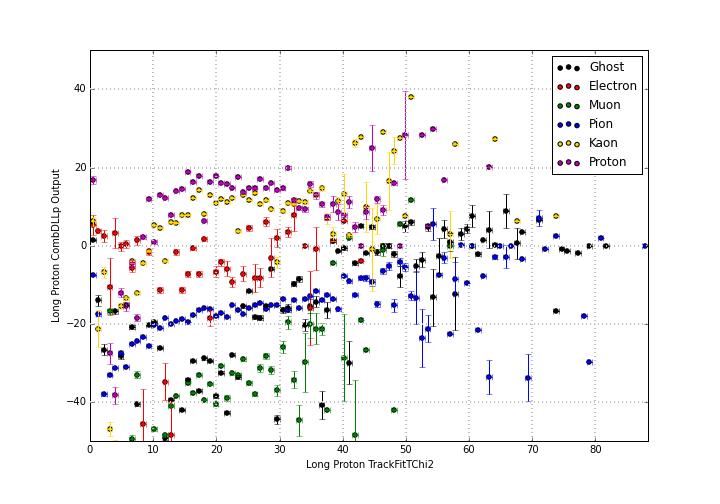 Ghost
Electron
Muon
Pion
Kaon
Proton
40
20
0
−20
−40
Long Proton CombDLLp Output
0 10 20 30 40 50 60 70 80
Long Proton TrackFitTChi2